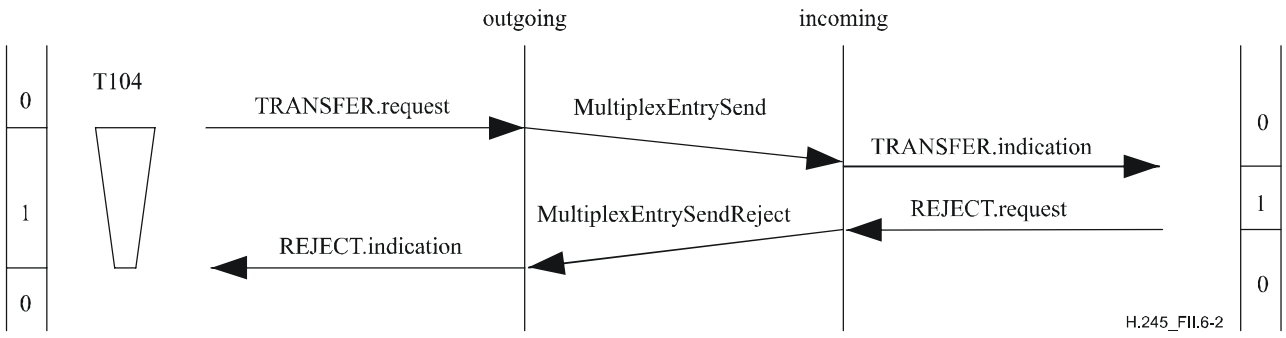 outgoing incoming
T104
0 TRANSFER.request MultiplexEntrySend 0
TRANSFER.indication
1 MultiplexEntrySendReject REJECT.request 1
REJECT.indication
0 0
H.245_FII.6-2